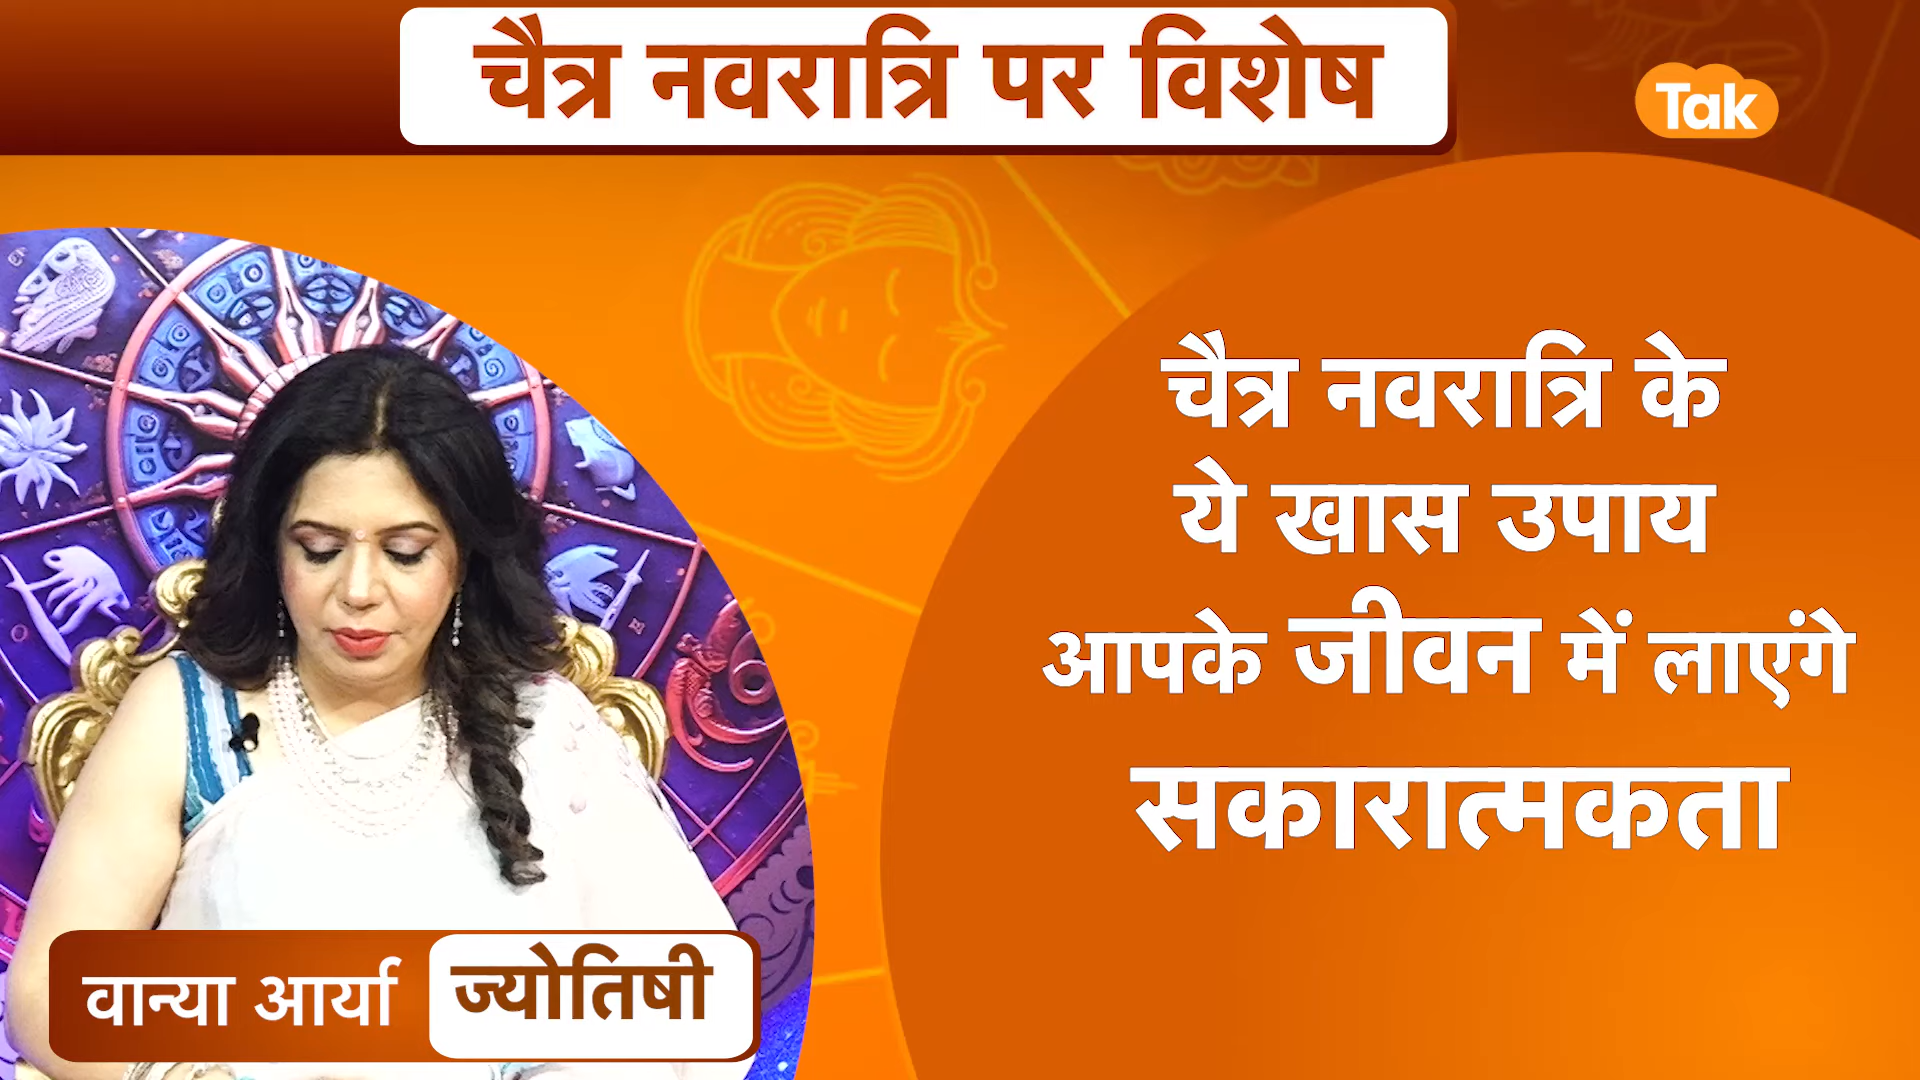 चैत्र नवरात्रि पर विशेष
Tak
चैत्र नवरात्रि के
ये खास उपाय
आपके जीवन में लाएंगे
सकारात्मकता
वान्या आर्या ज्योतिषी